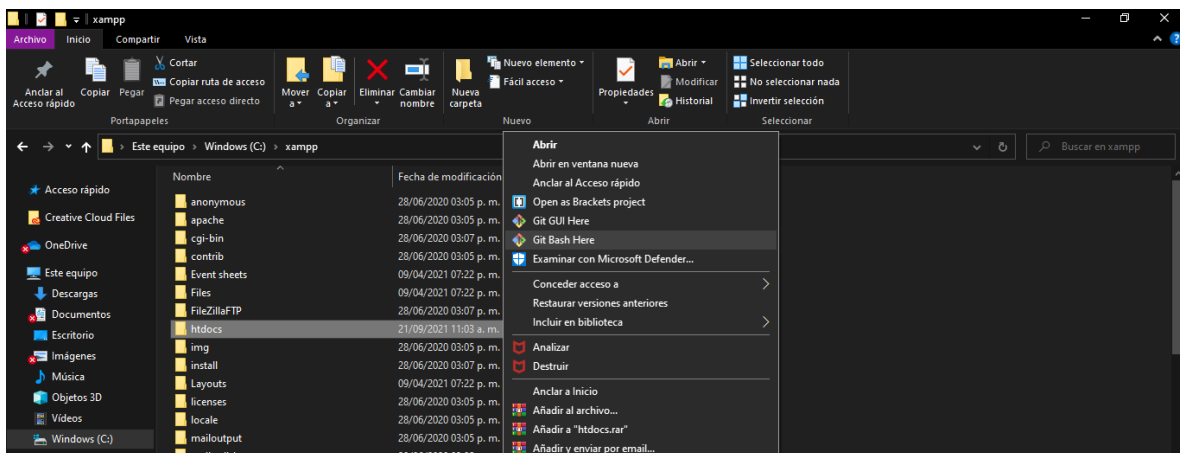 xampp
Archivo Inicio Compartir Vista
Anclar al Acceso rápido
Copiar
Pegar
Cortar
Copiar ruta de acceso
Pegar acceso directo
Portapapeles
Mover a
Copiar a
Eliminar
Cambiar nombre
Organizar
Nueva carpeta
Nuevo elemento
Fácil acceso
Nuevo
Propiedades
Abrir
Modificar
Historial
Abrir
Seleccionar todo
No seleccionar nada
Invertir selección
Seleccionar
Este equipo > Windows (C:) > xampp
Buscar en xampp
Acceso rápido
Creative Cloud Files
OneDrive
Este equipo
Descargas
Documentos
Escritorio
Imágenes
Música
Objetos 3D
Vídeos
Windows (C:)
Nombre Fecha de modificación
anonymous 28/06/2020 03:05 p. m.
apache 28/06/2020 03:05 p. m.
cgi-bin 28/06/2020 03:07 p. m.
contrib 28/06/2020 03:05 p. m.
Event sheets 09/04/2021 07:22 p. m.
Files 09/04/2021 07:22 p. m.
FileZillaFTP 28/06/2020 03:07 p. m.
htdocs 21/09/2021 11:03 a. m.
img 28/06/2020 03:05 p. m.
install 28/06/2020 03:07 p. m.
Layouts 09/04/2021 07:22 p. m.
licenses 28/06/2020 03:05 p. m.
locale 28/06/2020 03:05 p. m.
mailoutput 28/06/2020 03:05 p. m.
Abrir
Abrir en ventana nueva
Anclar al Acceso rápido
Open as Brackets project
Git GUI Here
Git Bash Here
Examinar con Microsoft Defender...
Conceder acceso a
Restaurar versiones anteriores
Incluir en biblioteca
Analizar
Destruir
Anclar a Inicio
Añadir al archivo...
Añadir a "htdocs.rar"
Añadir y enviar por email...